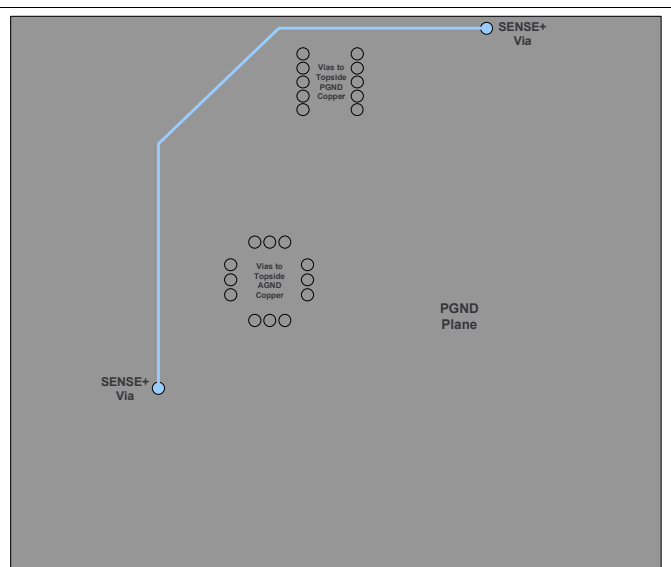 SENSE+
Via
Vias to
Topside
PGND
Copper
Vias to
Topside
AGND
Copper
PGND
Plane
SENSE+
Via